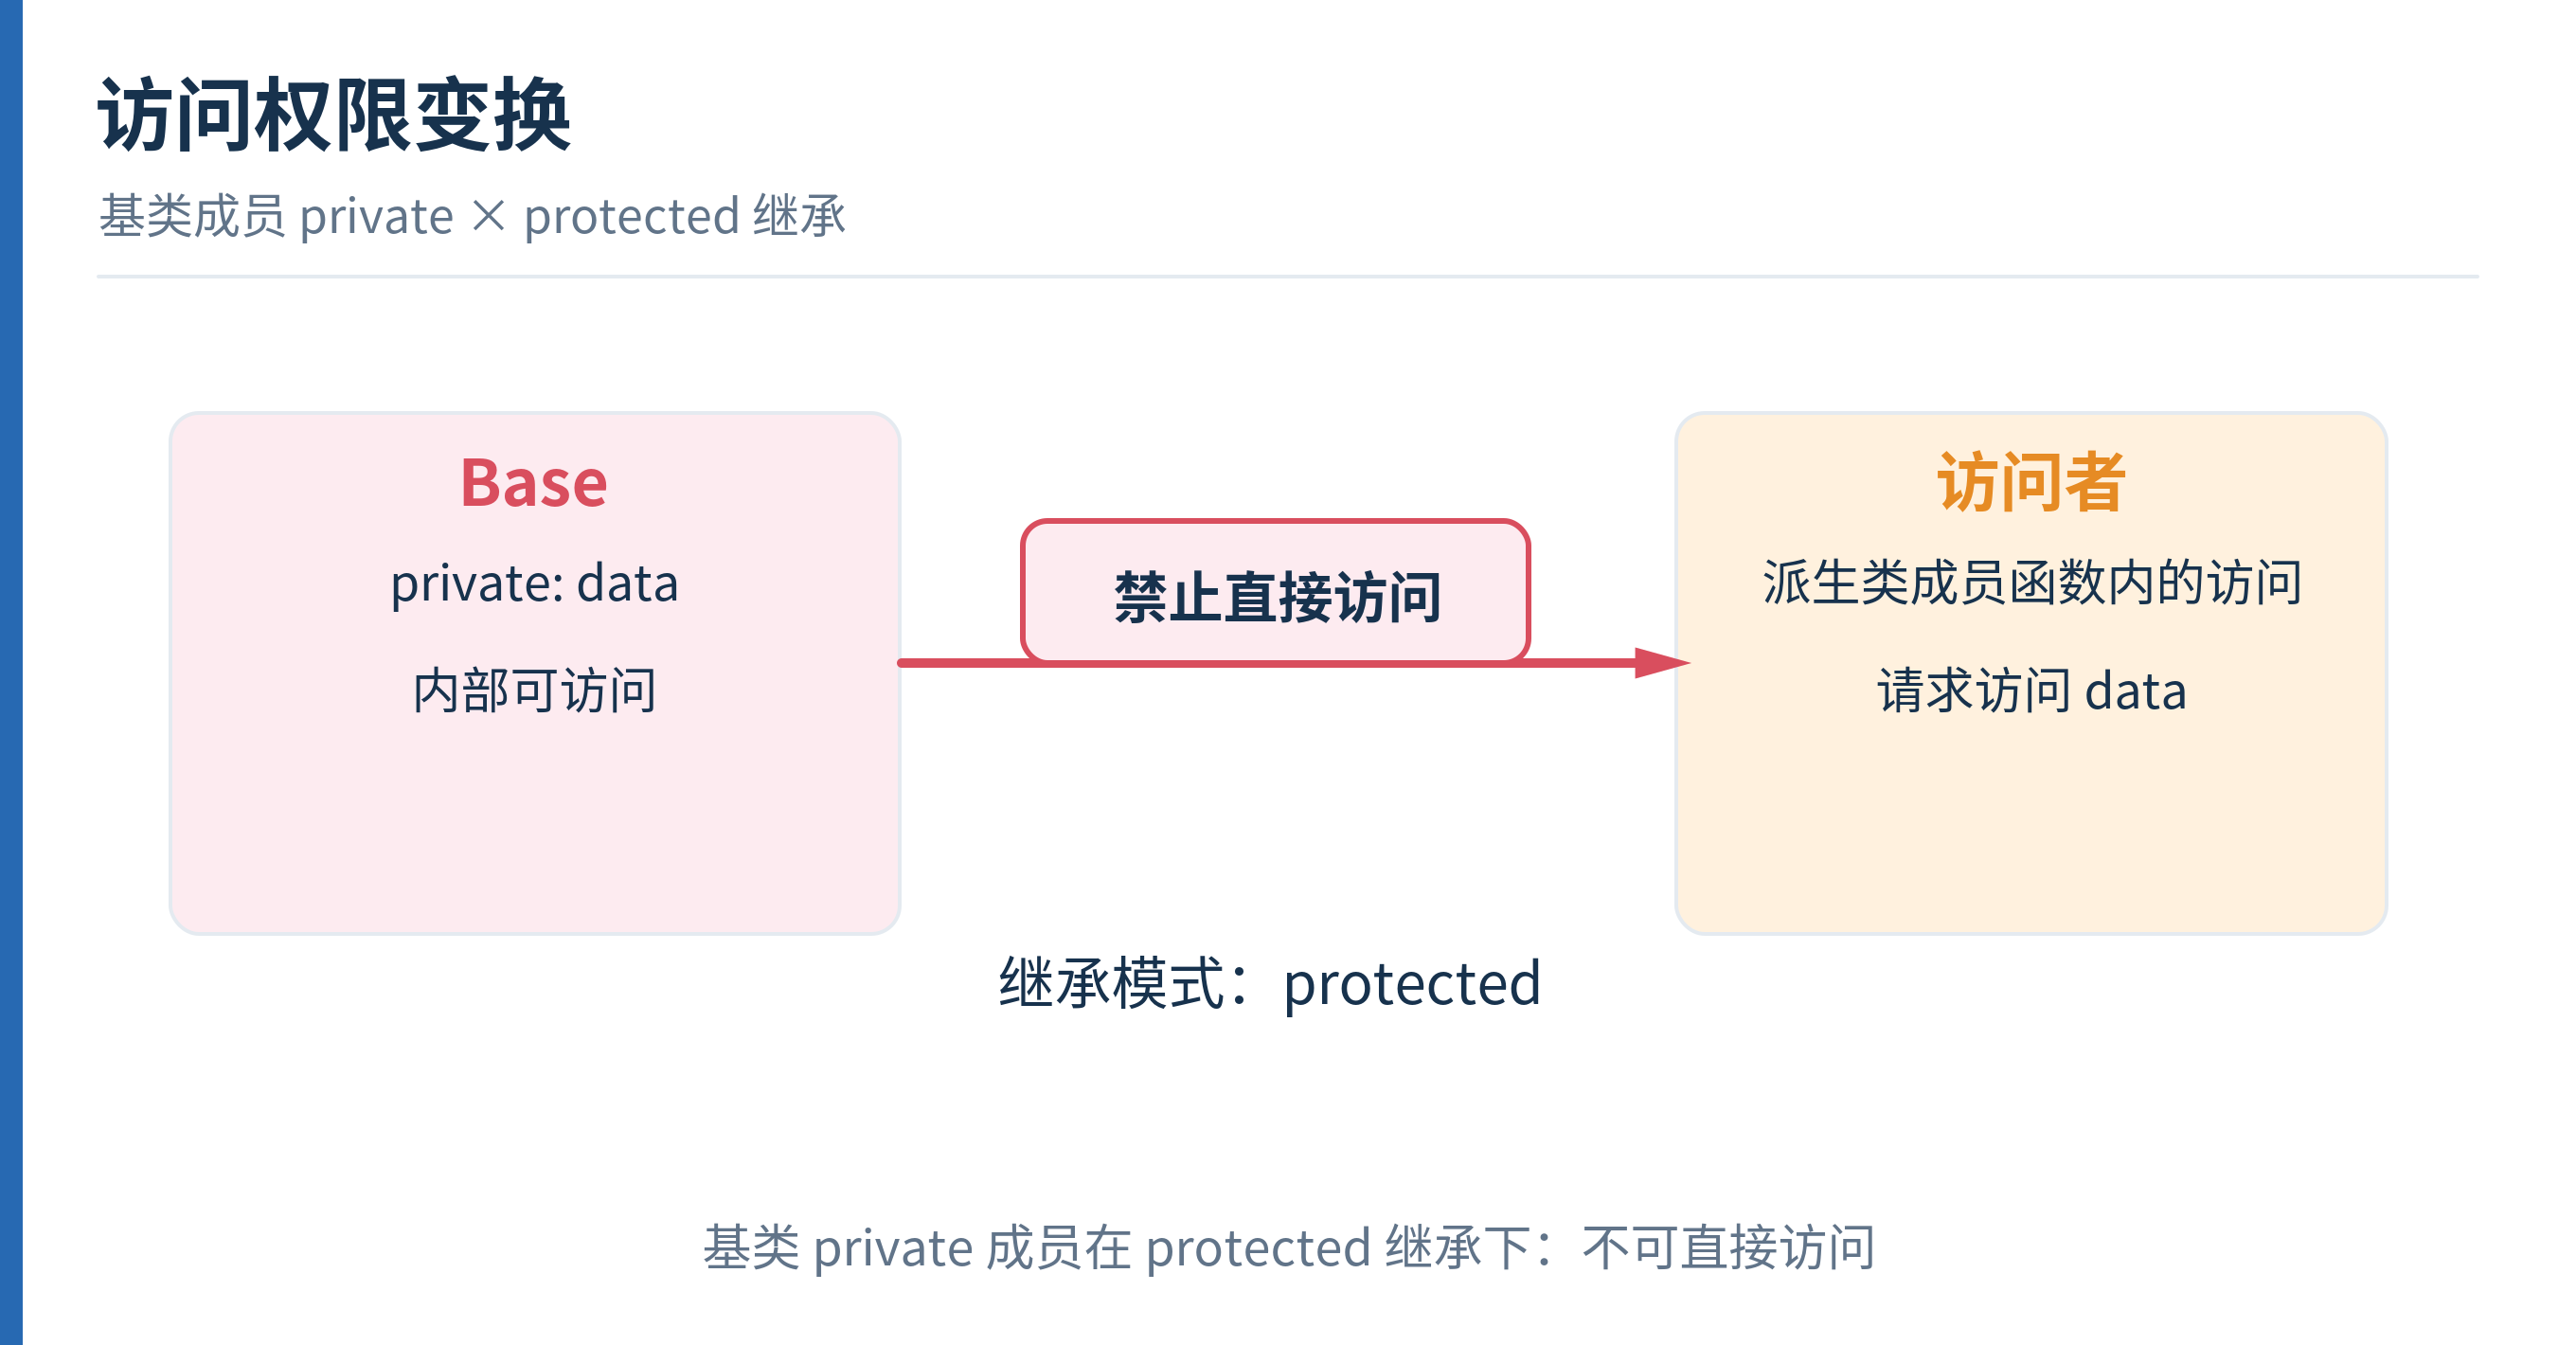 访问权限变换
基类成员 private × protected 继承
Base
private: data
内部可访问
禁止直接访问
访问者
派生类成员函数内的访问
请求访问 data
继承模式：protected
基类 private 成员在 protected 继承下：不可直接访问